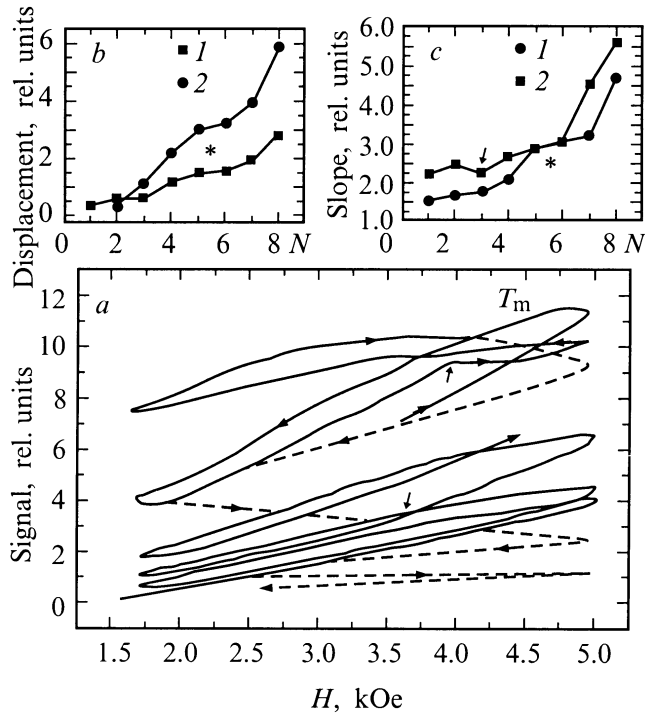 Displacement, rel. units
6
4
2
0
b
1
2
*
0 2 4 6 8 N
Slope, rel. units
6.0
5.0
4.0
3.0
2.0
1.0
c
1
2
*
0 2 4 6 8 N
Signal, rel. units
12
10
8
6
4
2
0
a
Tm
1.5 2.0 2.5 3.0 3.5 4.0 4.5 5.0
H, kOe